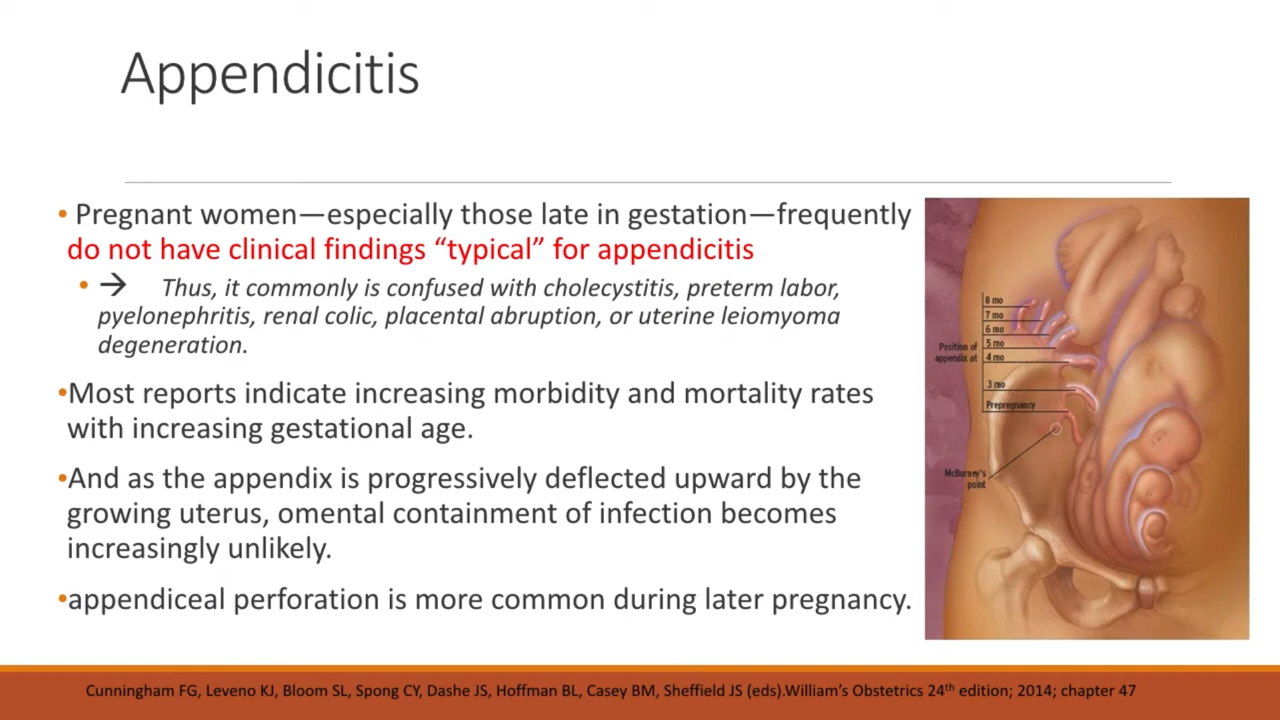 Appendicitis
• Pregnant women—especially those late in gestation—frequently
do not have clinical findings “typical” for appendicitis
• → Thus, it commonly is confused with cholecystitis, preterm labor,
pyelonephritis, renal colic, placental abruption, or uterine leiomyoma
degeneration.
•Most reports indicate increasing morbidity and mortality rates
with increasing gestational age.
•And as the appendix is progressively deflected upward by the
growing uterus, omental containment of infection becomes
increasingly unlikely.
•appendiceal perforation is more common during later pregnancy.
8 mo
7 mo
6 mo
5 mo
4 mo
3 mo
Prepregnancy
Position of
appendix at
McBurney's
point
Cunningham FG, Leveno KJ, Bloom SL, Spong CY, Dashe JS, Hoffman BL, Casey BM, Sheffield JS (eds).William’s Obstetrics 24th edition; 2014; chapter 47